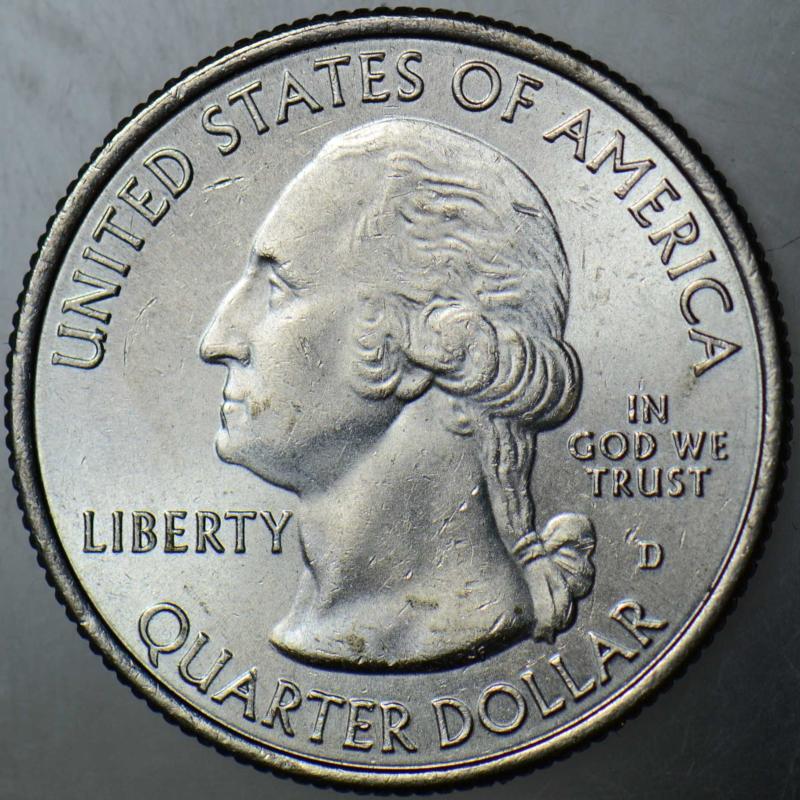 UNITED STATES OF AMERICA
LIBERTY
IN
GOD WE
TRUST
D
QUARTER DOLLAR